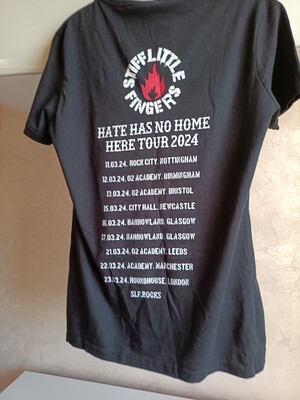 STIFF LITTLE
FINGERS
HATE HAS NO HOME
HERE TOUR 2024
11.03.24. ROCK CITY. NOTTINGHAM
12.03.24. O2 ACADEMY. BIRMINGHAM
13.03.24. O2 ACADEMY. BRISTOL
15.03.24. CITY HALL. NEWCASTLE
16.03.24. BARROWLAND. GLASGOW
17.03.24. BARROWLAND. GLASGOW
21.03.24. O2 ACADEMY. LEEDS
22.03.24. ACADEMY. MANCHESTER
23.03.24. ROUNDHOUSE. LONDON
SLF.ROCKS